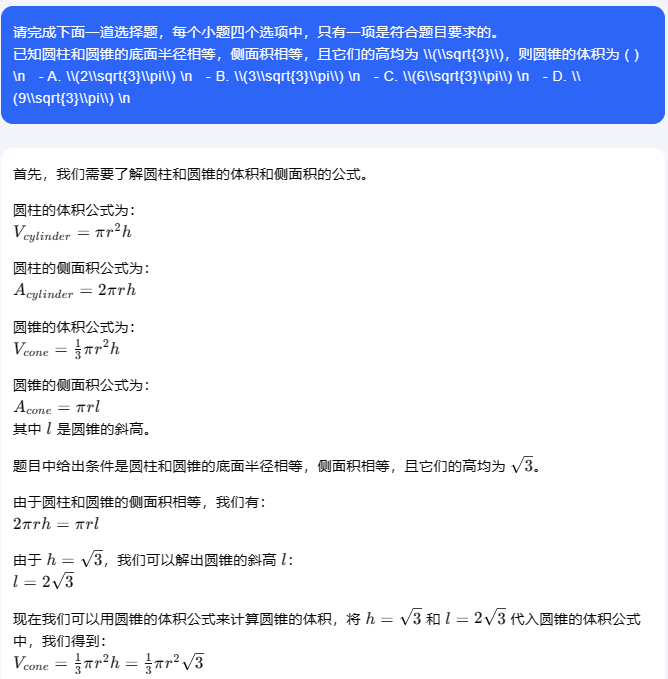 请完成下面一道选择题，每个小题四个选项中，只有一项是符合题目要求的。
已知圆柱和圆锥的底面半径相等，侧面积相等，且它们的高均为 \\(\\sqrt{3}\\)，则圆锥的体积为 ( )
\n - A. \\(2\\sqrt{3}\\pi\\) \n - B. \\(3\\sqrt{3}\\pi\\) \n - C. \\(6\\sqrt{3}\\pi\\) \n - D. \\
(9\\sqrt{3}\\pi\\) \n
首先，我们需要了解圆柱和圆锥的体积和侧面积的公式。
圆柱的体积公式为：
$V_{cylinder} = \pi r^2 h$
圆柱的侧面积公式为：
$A_{cylinder} = 2\pi rh$
圆锥的体积公式为：
$V_{cone} = \frac{1}{3}\pi r^2 h$
圆锥的侧面积公式为：
$A_{cone} = \pi rl$
其中 $l$ 是圆锥的斜高。
题目中给出条件是圆柱和圆锥的底面半径相等，侧面积相等，且它们的高均为 $\sqrt{3}$。
由于圆柱和圆锥的侧面积相等，我们有：
$2\pi rh = \pi rl$
由于 $h = \sqrt{3}$，我们可以解出圆锥的斜高 $l$：
$l = 2\sqrt{3}$
现在我们可以用圆锥的体积公式来计算圆锥的体积，将 $h = \sqrt{3}$ 和 $l = 2\sqrt{3}$ 代入圆锥的体积公式
中，我们得到：
$V_{cone} = \frac{1}{3}\pi r^2 h = \frac{1}{3}\pi r^2 \sqrt{3}$